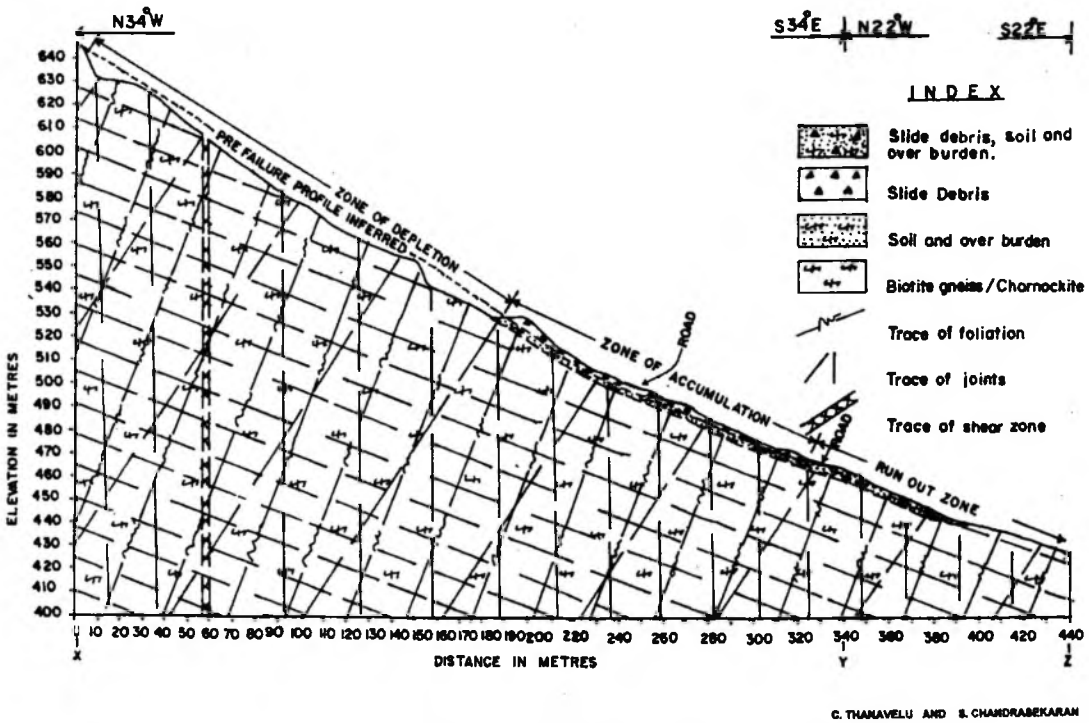 N34°W
S34°E N22°W S22°E
INDEX
Slide debris, soil and
over burden.
Slide Debris
Soil and over burden
Biotite gneiss/Charnockite
Trace of foliation
Trace of joints
Trace of shear zone
PRE FAILURE PROFILE INFERRED
ZONE OF DEPLETION
ZONE OF ACCUMULATION
ROAD
ROAD
RUN OUT ZONE
ELEVATION IN METRES
640
630
620
610
600
590
580
570
560
550
540
530
520
510
500
490
480
470
460
450
440
430
420
410
400
10 20 30 40 50 60 70 80 90 100 110 120 130 140 150 160 170 180 190 200 220 240 260 280 300 320 340 360 380 400 420 440
X Y Z
DISTANCE IN METRES
C. THANAVELU AND S. CHANDRASEKARAN